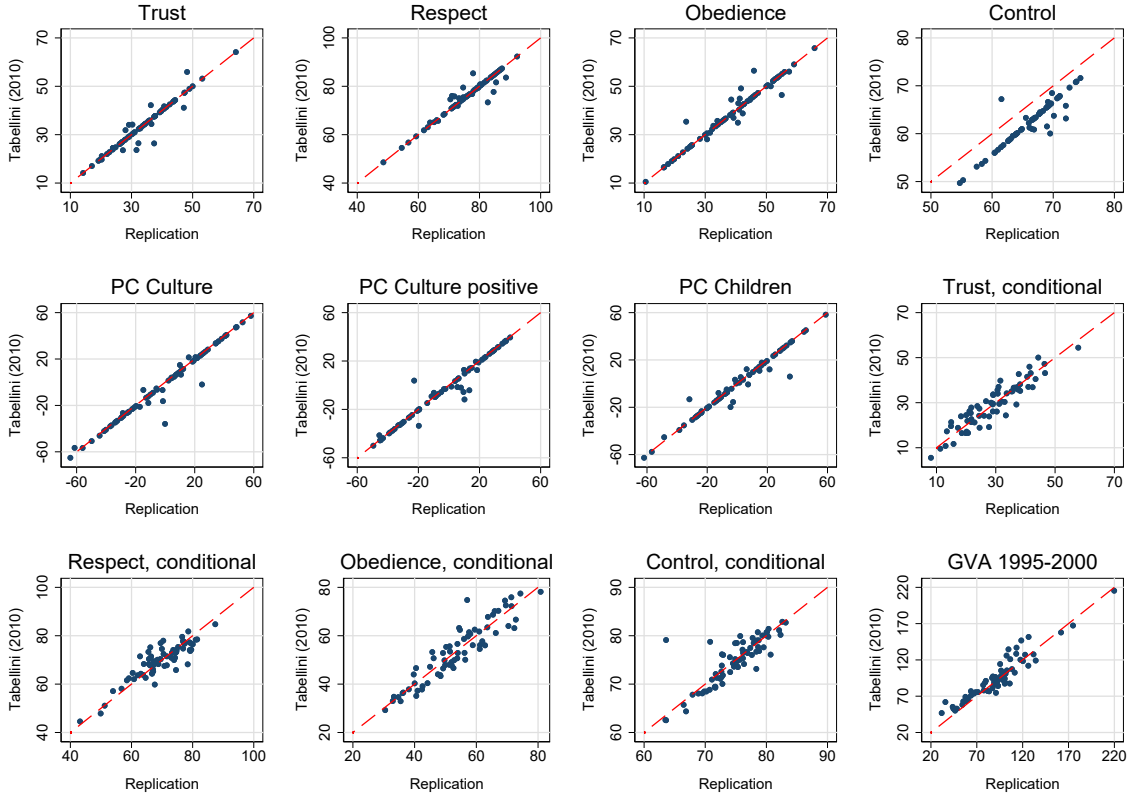 Trust
Tabellini (2010)
70
50
30
10
10 30 50 70
Replication
Respect
Tabellini (2010)
100
80
60
40
40 60 80 100
Replication
Obedience
Tabellini (2010)
70
50
30
10
10 30 50 70
Replication
Control
Tabellini (2010)
80
70
60
50
50 60 70 80
Replication
PC Culture
Tabellini (2010)
60
20
-20
-60
-60 -20 20 60
Replication
PC Culture positive
Tabellini (2010)
60
20
-20
-60
-60 -20 20 60
Replication
PC Children
Tabellini (2010)
60
20
-20
-60
-60 -20 20 60
Replication
Trust, conditional
Tabellini (2010)
70
50
30
10
10 30 50 70
Replication
Respect, conditional
Tabellini (2010)
100
80
60
40
40 60 80 100
Replication
Obedience, conditional
Tabellini (2010)
80
60
40
20
20 40 60 80
Replication
Control, conditional
Tabellini (2010)
90
80
70
60
60 70 80 90
Replication
GVA 1995-2000
Tabellini (2010)
220
170
120
70
20
20 70 120 170 220
Replication